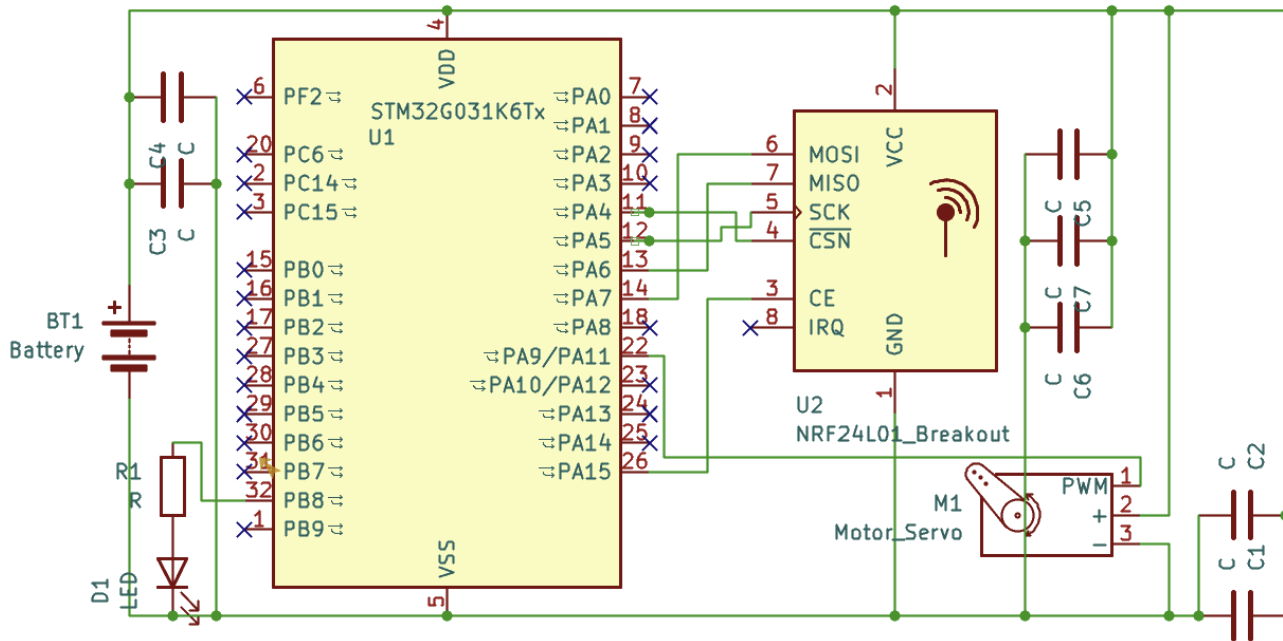 4
VDD
6
PF2
STM32G031K6Tx
U1
PA0
7
PA1
8
20
PC6
PA2
9
2
PC14
PA3
10
3
PC15
PA4
11
PA5
12
15
PB0
PA6
13
16
PB1
PA7
14
17
PB2
PA8
18
27
PB3
PA9/PA11
22
28
PB4
PA10/PA12
23
29
PB5
PA13
24
30
PB6
PA14
25
31
PB7
PA15
26
32
PB8
1
PB9
VSS
5
C4
C
C3
C
+
BT1
Battery
R1
R
D1
LED
2
VCC
6
MOSI
7
MISO
5
SCK
4
CSN
3
CE
8
IRQ
GND
1
U2
NRF24L01_Breakout
C
C5
C
C7
C
C6
M1
Motor_Servo
PWM
1
+
2
-
3
C
C2
C
C1